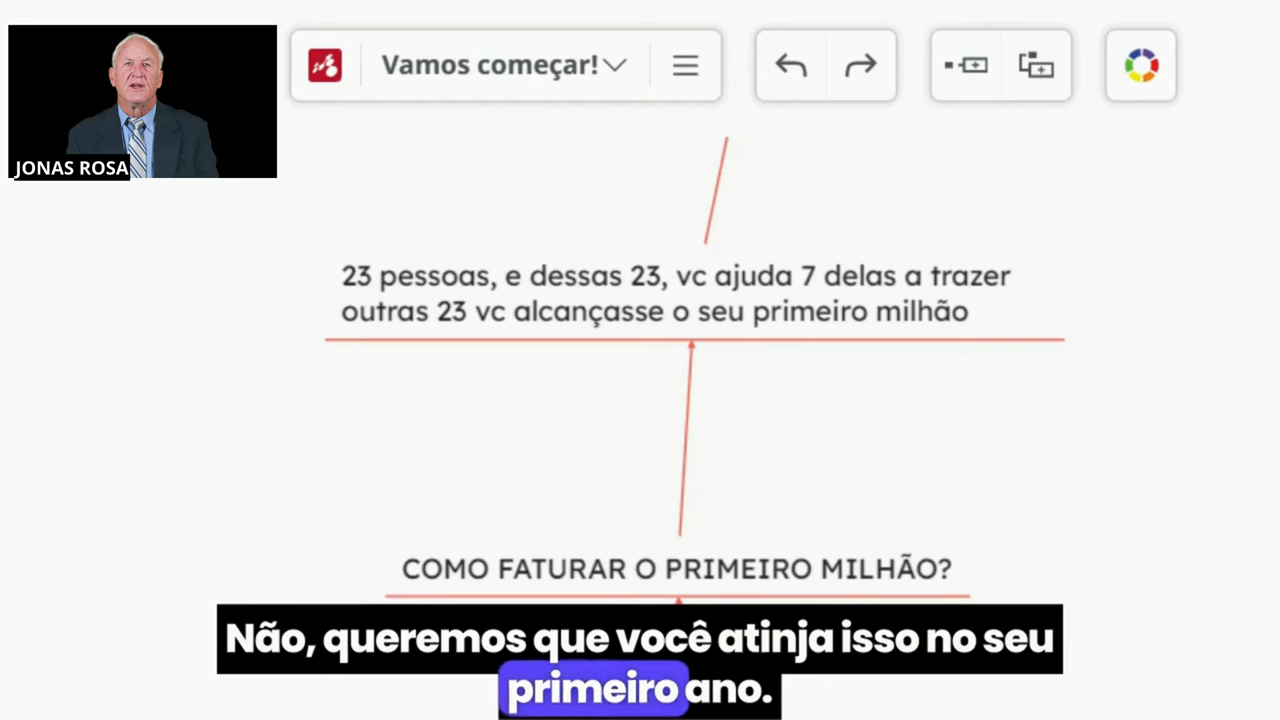 JONAS ROSA
Vamos começar!
23 pessoas, e dessas 23, vc ajuda 7 delas a trazer
outras 23 vc alcançasse o seu primeiro milhão
COMO FATURAR O PRIMEIRO MILHÃO?
Não, queremos que você atinja isso no seu
primeiro ano.